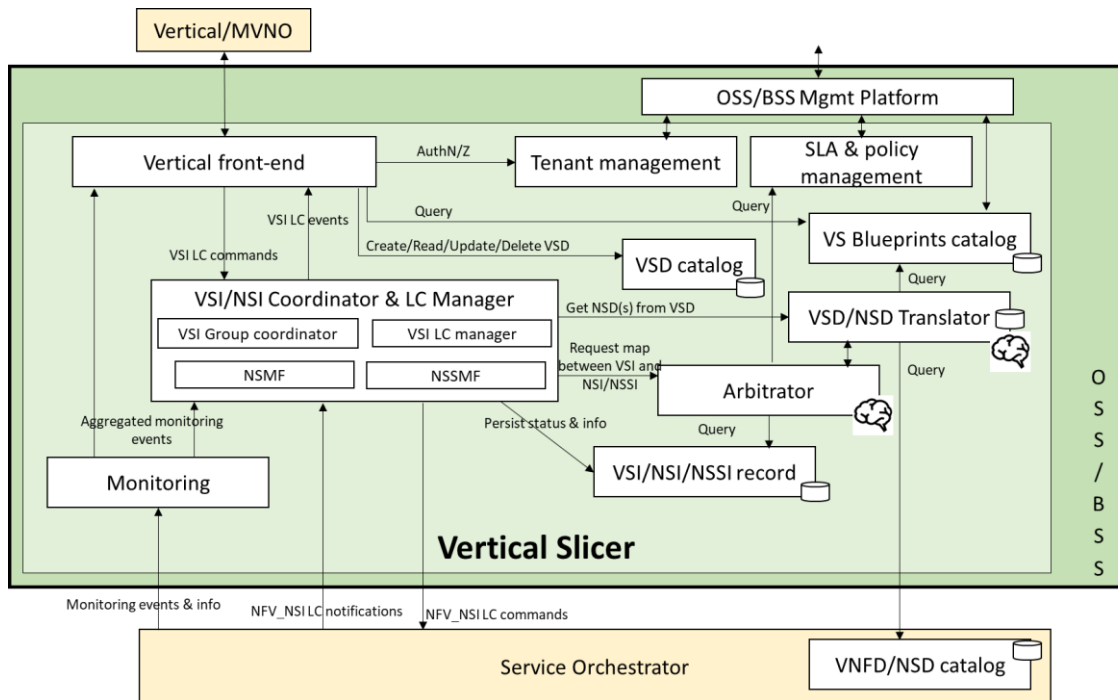 Vertical/MVNO
OSS/BSS Mgmt Platform
Vertical front-end
AuthN/Z
Tenant management
SLA & policy
management
VSI LC events
Query
Query
VS Blueprints catalog
VSI LC commands
Create/Read/Update/Delete VSD
VSD catalog
Query
VSI/NSI Coordinator & LC Manager
Get NSD(s) from VSD
VSD/NSD Translator
VSI Group coordinator
VSI LC manager
Request map
between VSI and
NSI/NSSI
NSMF
NSSMF
Query
Arbitrator
Aggregated monitoring
events
Persist status & info
Query
Monitoring
VSI/NSI/NSSI record
Vertical Slicer
O
S
S
/
B
S
S
Monitoring events & info
NFV_NSI LC notifications
NFV_NSI LC commands
Service Orchestrator
VNFD/NSD catalog